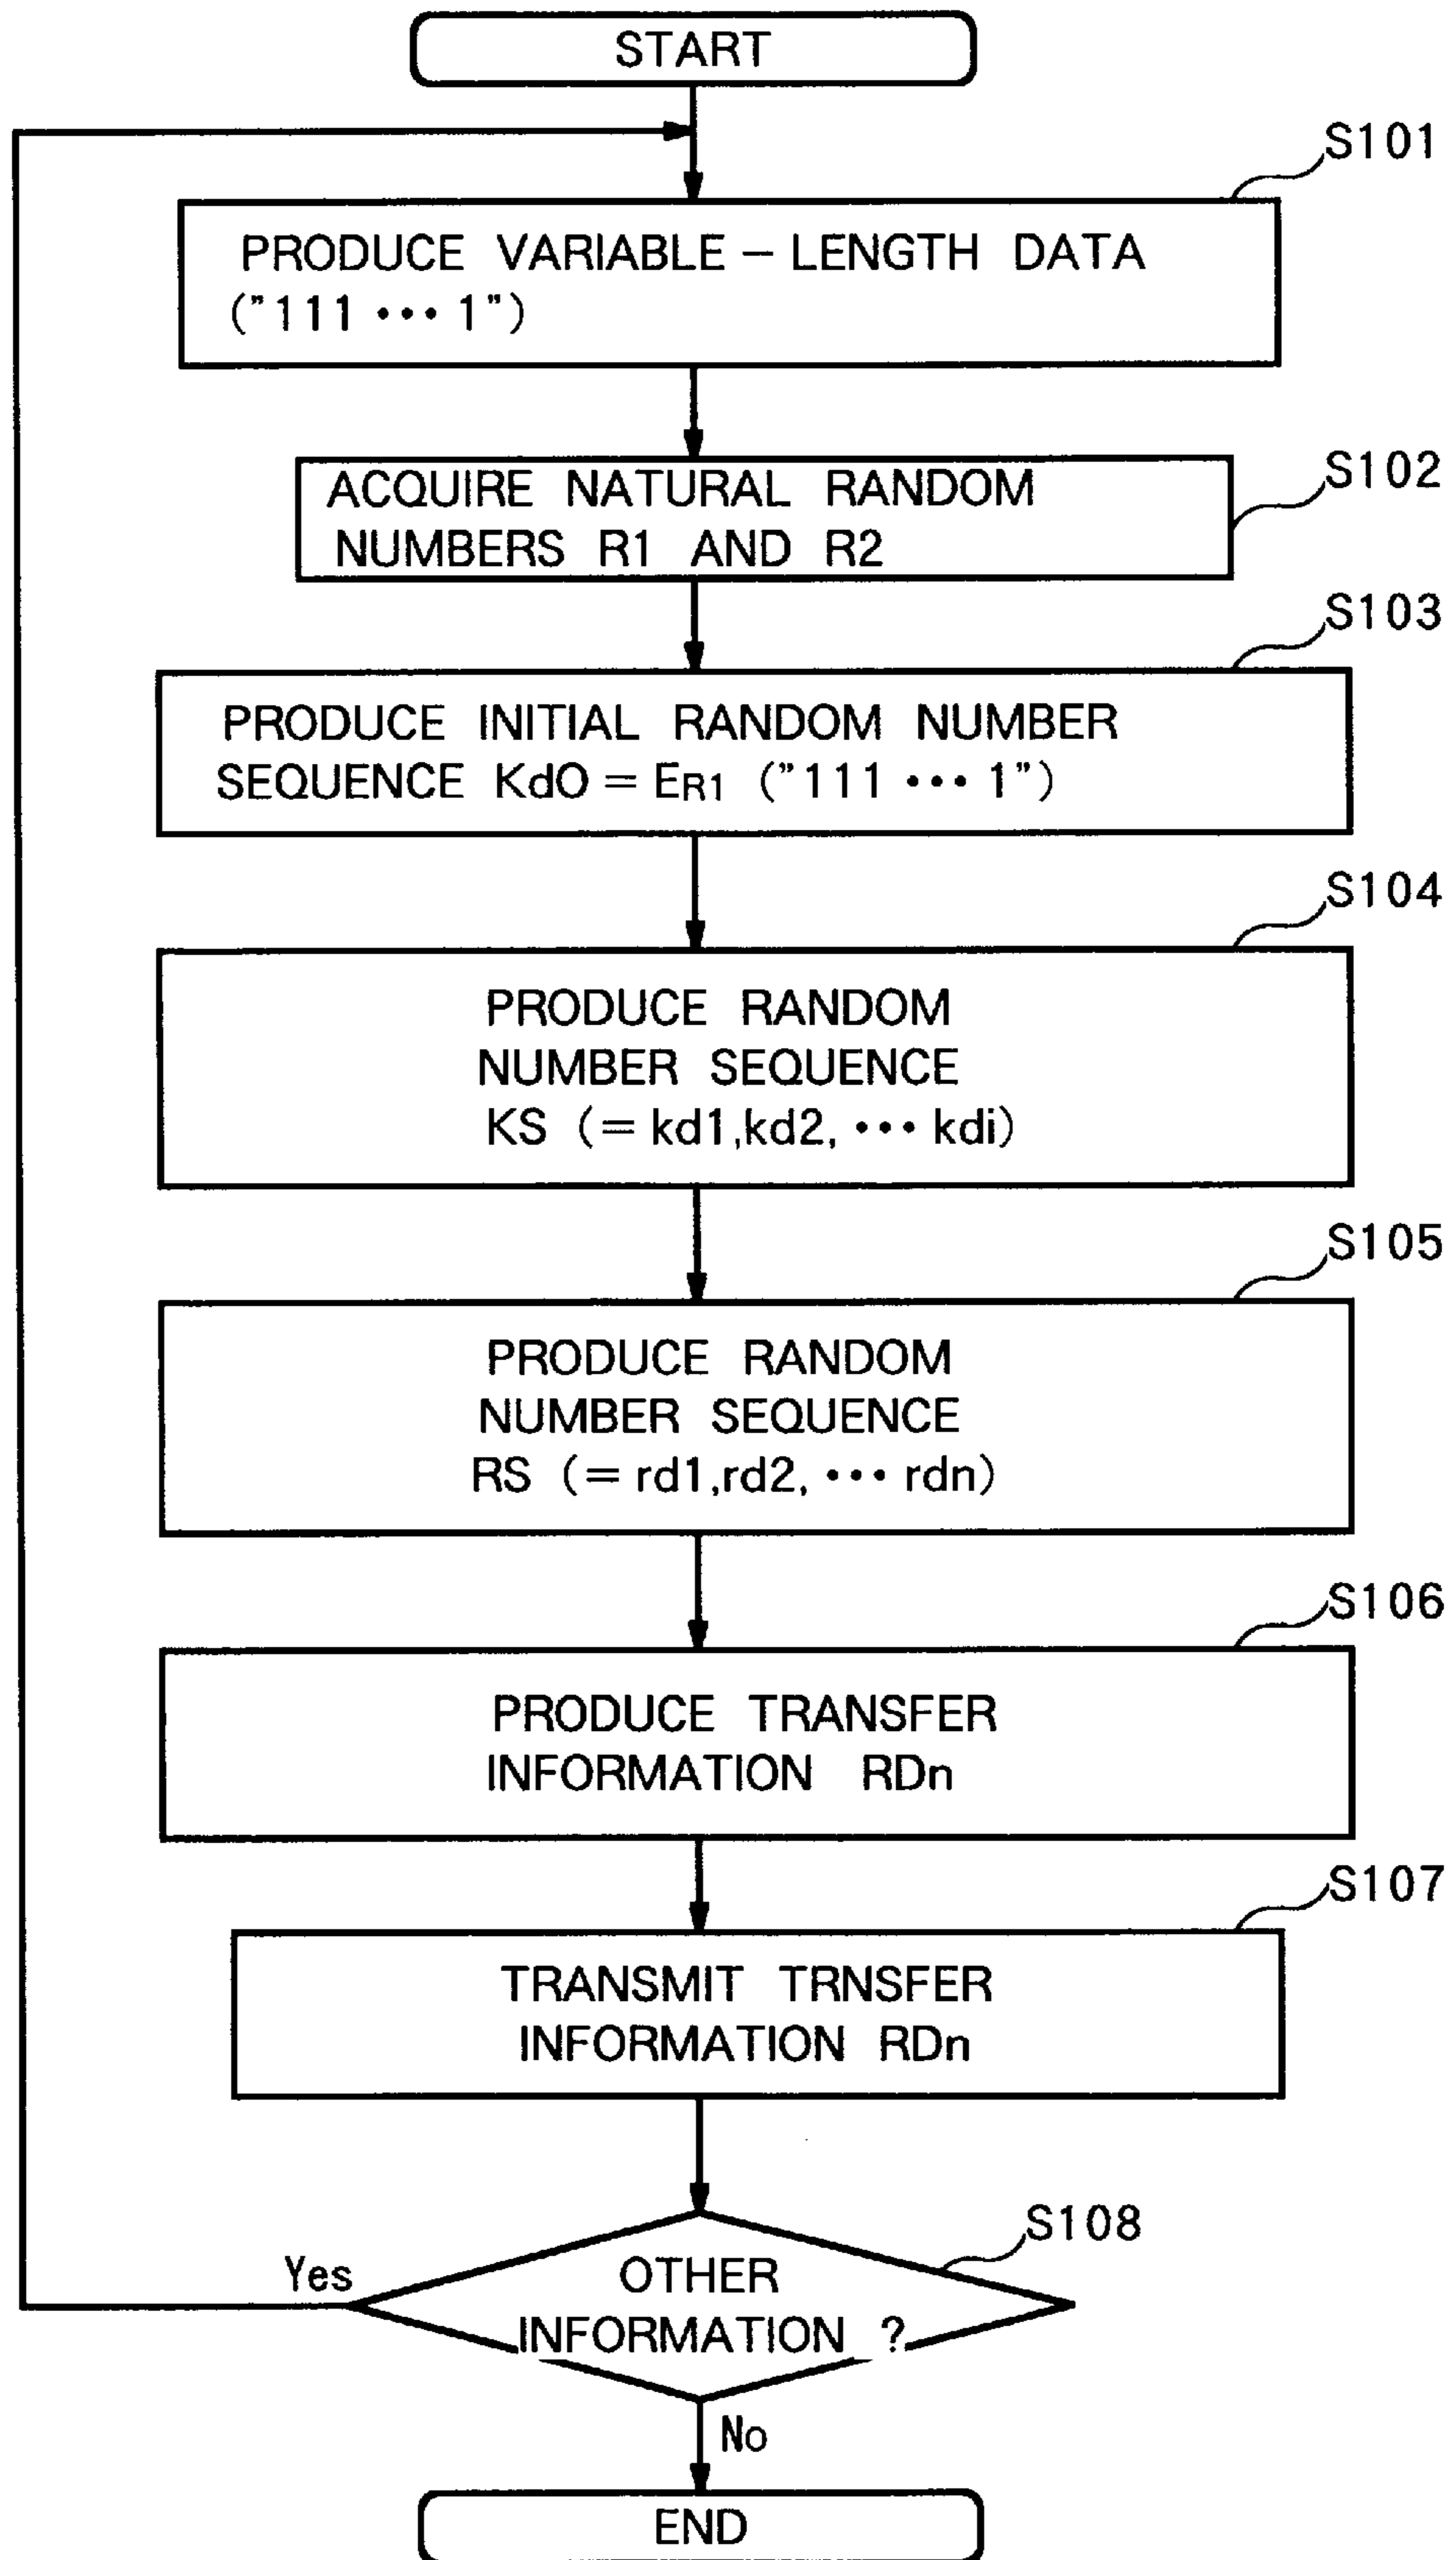 START
S101
PRODUCE VARIABLE – LENGTH DATA
("111 ••• 1")
S102
ACQUIRE NATURAL RANDOM
NUMBERS R1 AND R2
S103
PRODUCE INITIAL RANDOM NUMBER
SEQUENCE KdO = ER1 ("111 ••• 1")
S104
PRODUCE RANDOM
NUMBER SEQUENCE
KS (= kd1,kd2, ••• kdi)
S105
PRODUCE RANDOM
NUMBER SEQUENCE
RS (= rd1,rd2, ••• rdn)
S106
PRODUCE TRANSFER
INFORMATION RDn
S107
TRANSMIT TRNSFER
INFORMATION RDn
S108
Yes
OTHER
INFORMATION ?
No
END